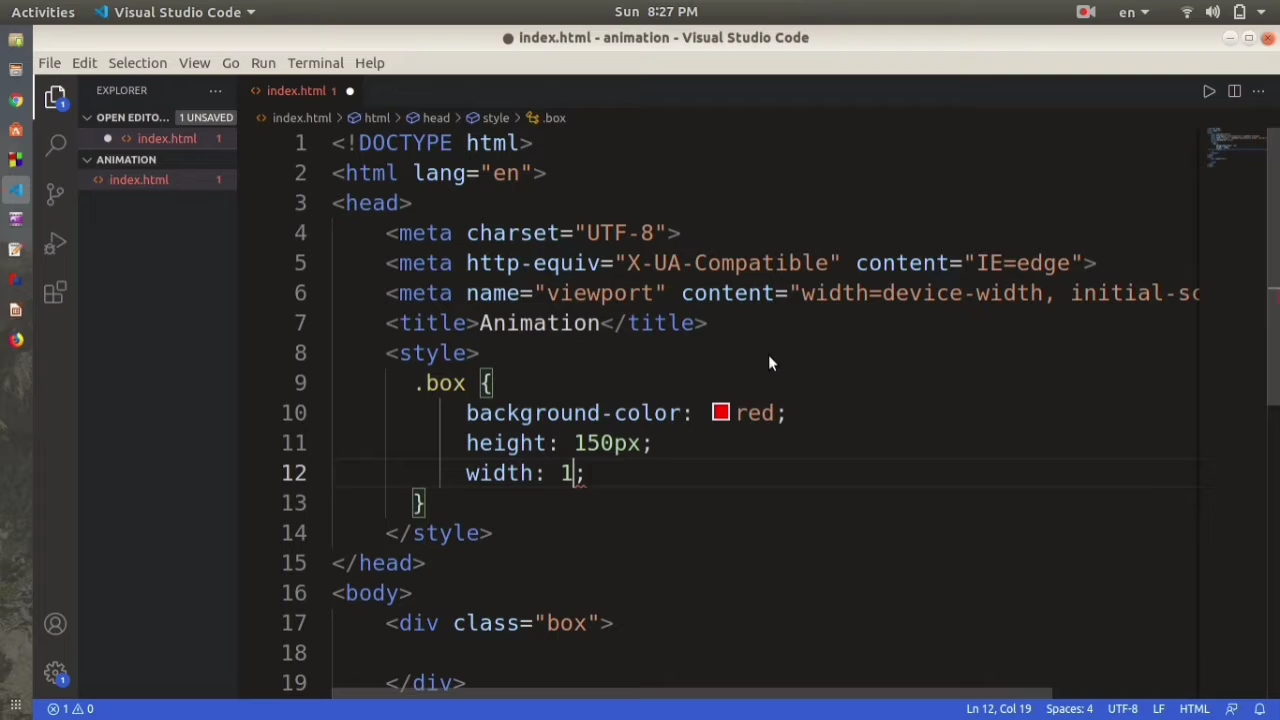 Activities Visual Studio Code Sun 8:27 PM en
index.html - animation - Visual Studio Code
File Edit Selection View Go Run Terminal Help
EXPLORER ··· index.html 1
OPEN EDITO... 1 UNSAVED
index.html > html > head > style > .box
index.html 1
ANIMATION
index.html 1
1 <!DOCTYPE html>
2 <html lang="en">
3 <head>
4 <meta charset="UTF-8">
5 <meta http-equiv="X-UA-Compatible" content="IE=edge">
6 <meta name="viewport" content="width=device-width, initial-sc
7 <title>Animation</title>
8 <style>
9 .box {
10 background-color: red;
11 height: 150px;
12 width: 1;
13 }
14 </style>
15 </head>
16 <body>
17 <div class="box">
18
19 </div>
1
1
1 0 Ln 12, Col 19 Spaces: 4 UTF-8 LF HTML